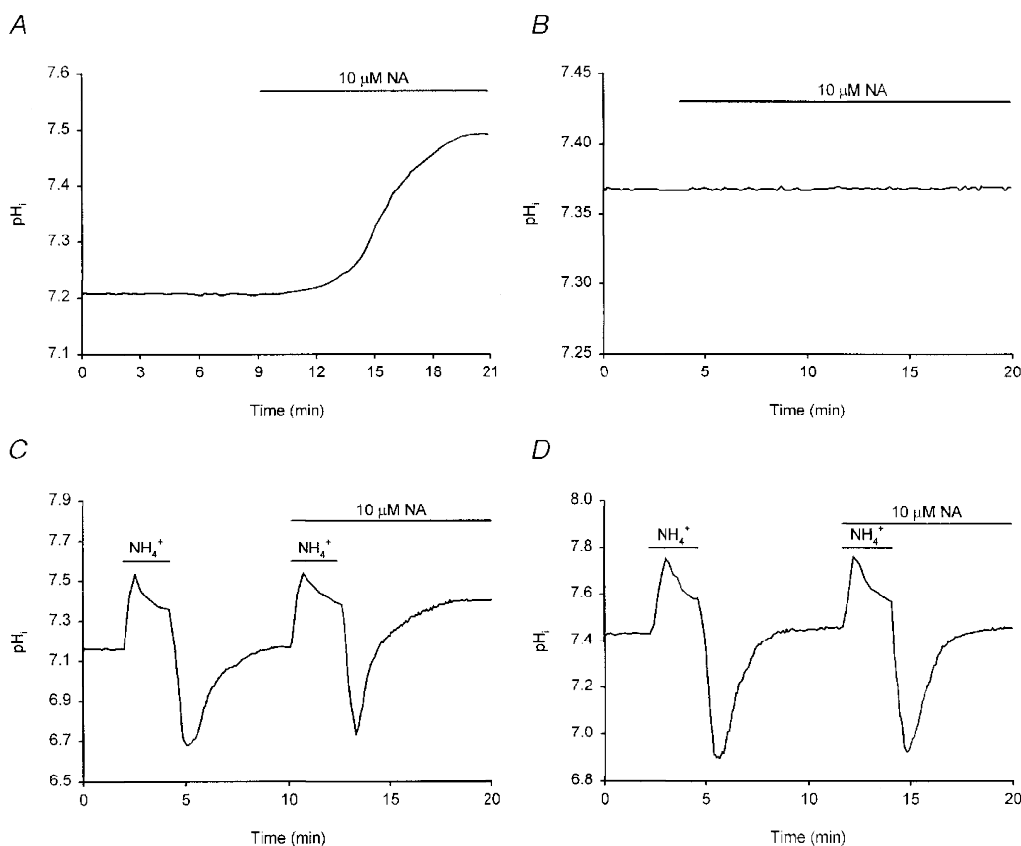 A
10 μM NA
7.6
7.5
7.4
7.3
7.2
7.1
pHi
0 3 6 9 12 15 18 21
Time (min)
B
10 μM NA
7.45
7.40
7.35
7.30
7.25
pHi
0 5 10 15 20
Time (min)
C
10 μM NA
NH4+ NH4+
7.9
7.7
7.5
7.3
7.1
6.9
6.7
6.5
pHi
0 5 10 15 20
Time (min)
D
10 μM NA
NH4+ NH4+
8.0
7.8
7.6
7.4
7.2
7.0
6.8
pHi
0 5 10 15 20
Time (min)